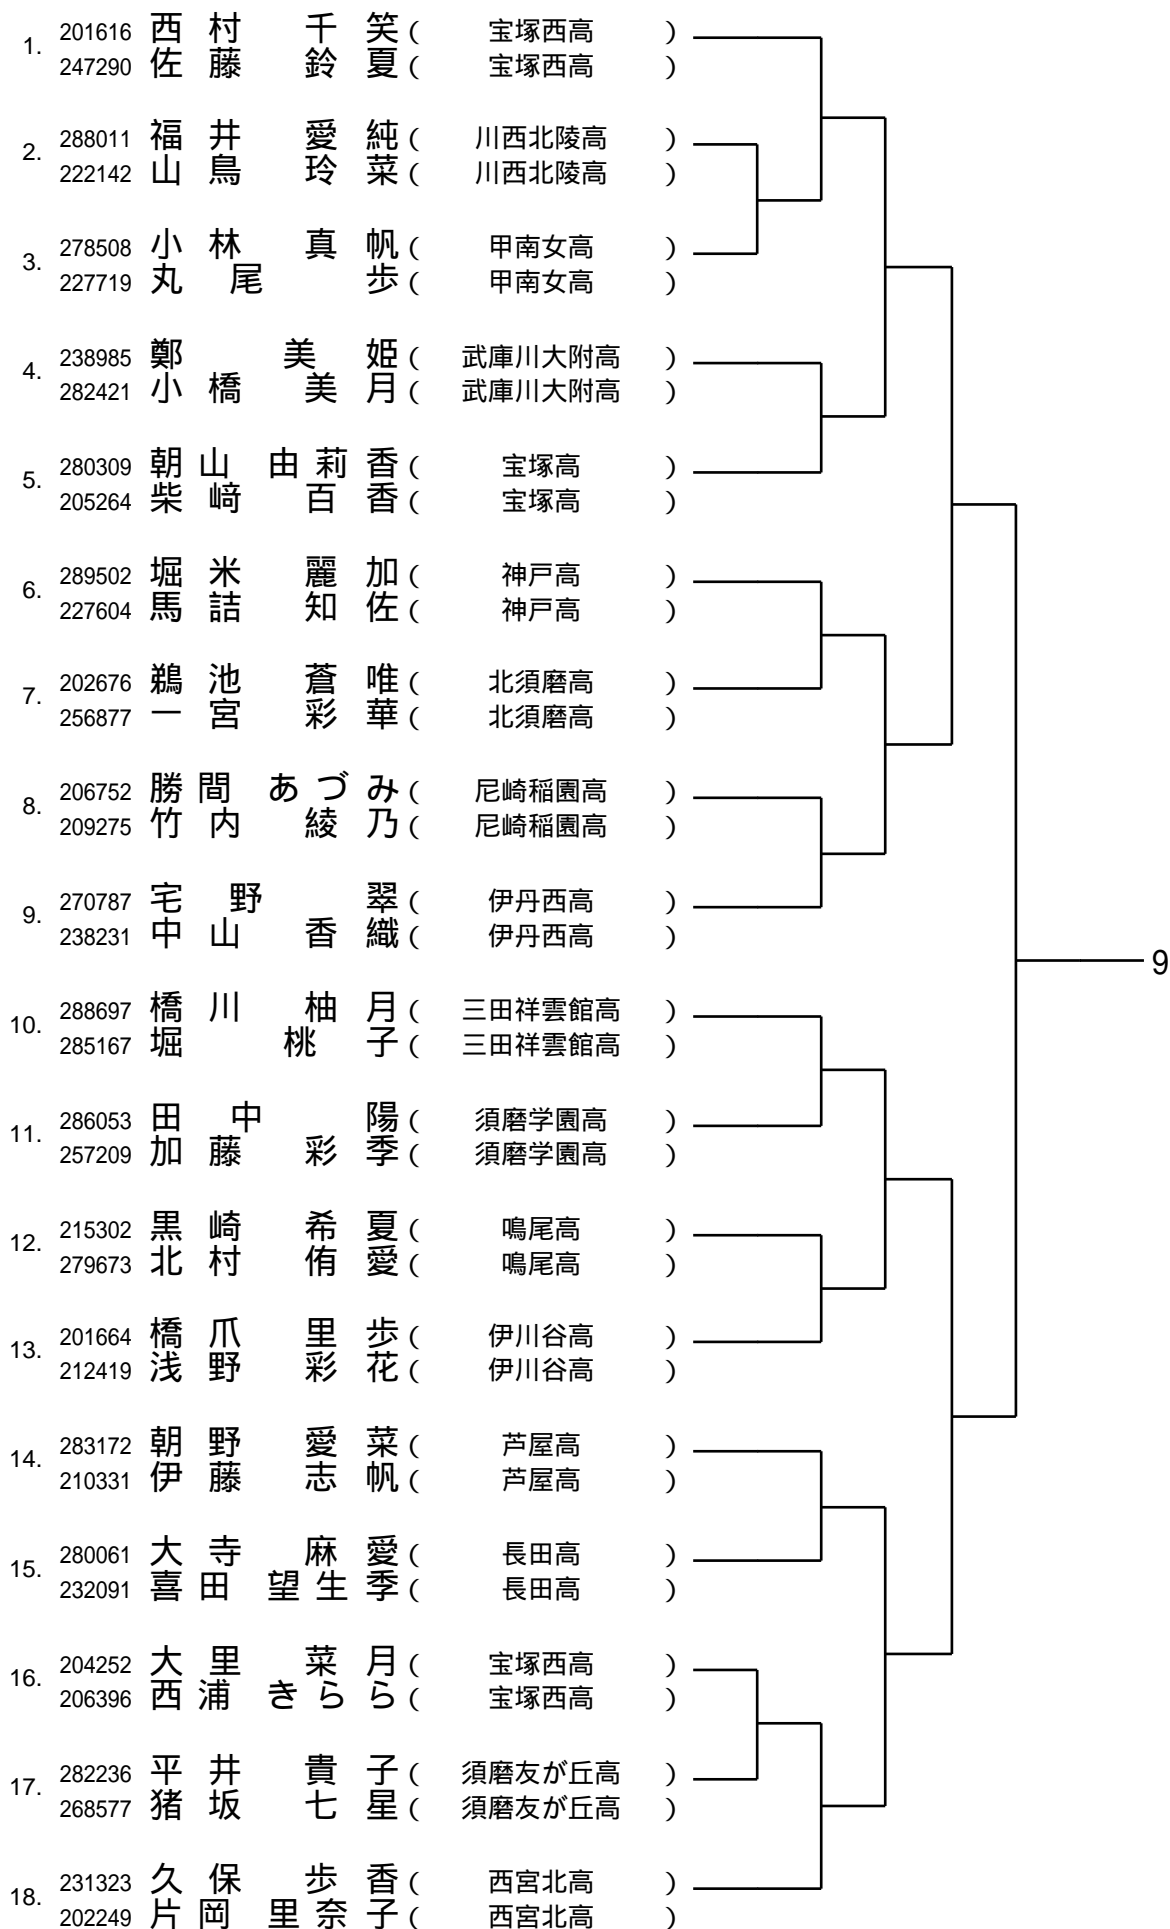 1. 201616 西村 千笑 ( 宝塚西高 )
247290 佐藤 鈴夏 ( 宝塚西高 )
2. 288011 福井 愛純 ( 川西北陵高 )
222142 山鳥 玲菜 ( 川西北陵高 )
3. 278508 小林 真帆 ( 甲南女高 )
227719 丸尾 歩 ( 甲南女高 )
4. 238985 鄭 美姫 ( 武庫川大附高 )
282421 小橋 美月 ( 武庫川大附高 )
5. 280309 朝山 由莉香 ( 宝塚高 )
205264 柴﨑 百香 ( 宝塚高 )
6. 289502 堀米 麗加 ( 神戸高 )
227604 馬詰 知佐 ( 神戸高 )
7. 202676 鵜池 蒼唯 ( 北須磨高 )
256877 一宮 彩華 ( 北須磨高 )
8. 206752 勝間 あづみ ( 尼崎稲園高 )
209275 竹内 綾乃 ( 尼崎稲園高 )
9. 270787 宅野 翠 ( 伊丹西高 )
238231 中山 香織 ( 伊丹西高 )
9
10. 288697 橋川 柚月 ( 三田祥雲館高 )
285167 堀 桃子 ( 三田祥雲館高 )
11. 286053 田中 陽 ( 須磨学園高 )
257209 加藤 彩季 ( 須磨学園高 )
12. 215302 黒崎 希夏 ( 鳴尾高 )
279673 北村 侑愛 ( 鳴尾高 )
13. 201664 橋爪 里歩 ( 伊川谷高 )
212419 浅野 彩花 ( 伊川谷高 )
14. 283172 朝野 愛菜 ( 芦屋高 )
210331 伊藤 志帆 ( 芦屋高 )
15. 280061 大寺 麻愛 ( 長田高 )
232091 喜田 望生季 ( 長田高 )
16. 204252 大里 菜月 ( 宝塚西高 )
206396 西浦 きらら ( 宝塚西高 )
17. 282236 平井 貴子 ( 須磨友が丘高 )
268577 猪坂 七星 ( 須磨友が丘高 )
18. 231323 久保 歩香 ( 西宮北高 )
202249 片岡 里奈子 ( 西宮北高 )